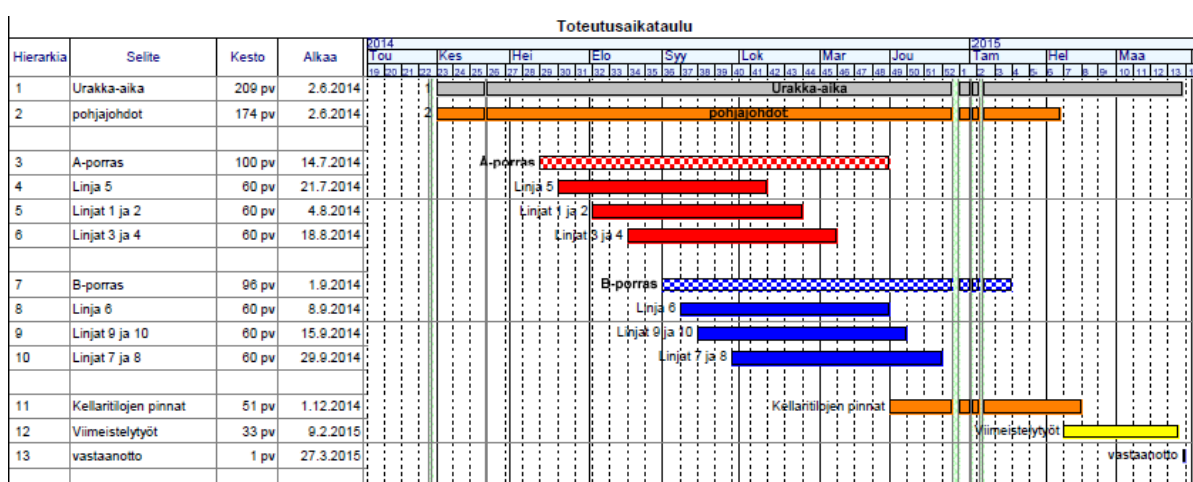 Toteutusaikataulu
Hierarkia Selite Kesto Alkaa
2014 2015
Tou Kes Hei Elo Syy Lok Mar Jou Tam Hel Maa
19 20 21 22 23 24 25 26 27 28 29 30 31 32 33 34 35 36 37 38 39 40 41 42 43 44 45 46 47 48 49 50 51 52 1 2 3 4 5 6 7 8 9 10 11 12 13
1 Urakka-aika 209 pv 2.6.2014 1 Urakka-aika
2 pohjajohdot 174 pv 2.6.2014 2 pohjajohdot
3 A-porras 100 pv 14.7.2014 A-porras
4 Linja 5 60 pv 21.7.2014 Linja 5
5 Linjat 1 ja 2 60 pv 4.8.2014 Linjat 1 ja 2
6 Linjat 3 ja 4 60 pv 18.8.2014 Linjat 3 ja 4
7 B-porras 96 pv 1.9.2014 B-porras
8 Linja 6 60 pv 8.9.2014 Linja 6
9 Linjat 9 ja 10 60 pv 15.9.2014 Linjat 9 ja 10
10 Linjat 7 ja 8 60 pv 29.9.2014 Linjat 7 ja 8
11 Kellaritilojen pinnat 51 pv 1.12.2014 Kellaritilojen pinnat
12 Viimeistelytyöt 33 pv 9.2.2015 Viimeistelytyöt
13 vastaanotto 1 pv 27.3.2015 vastaanotto